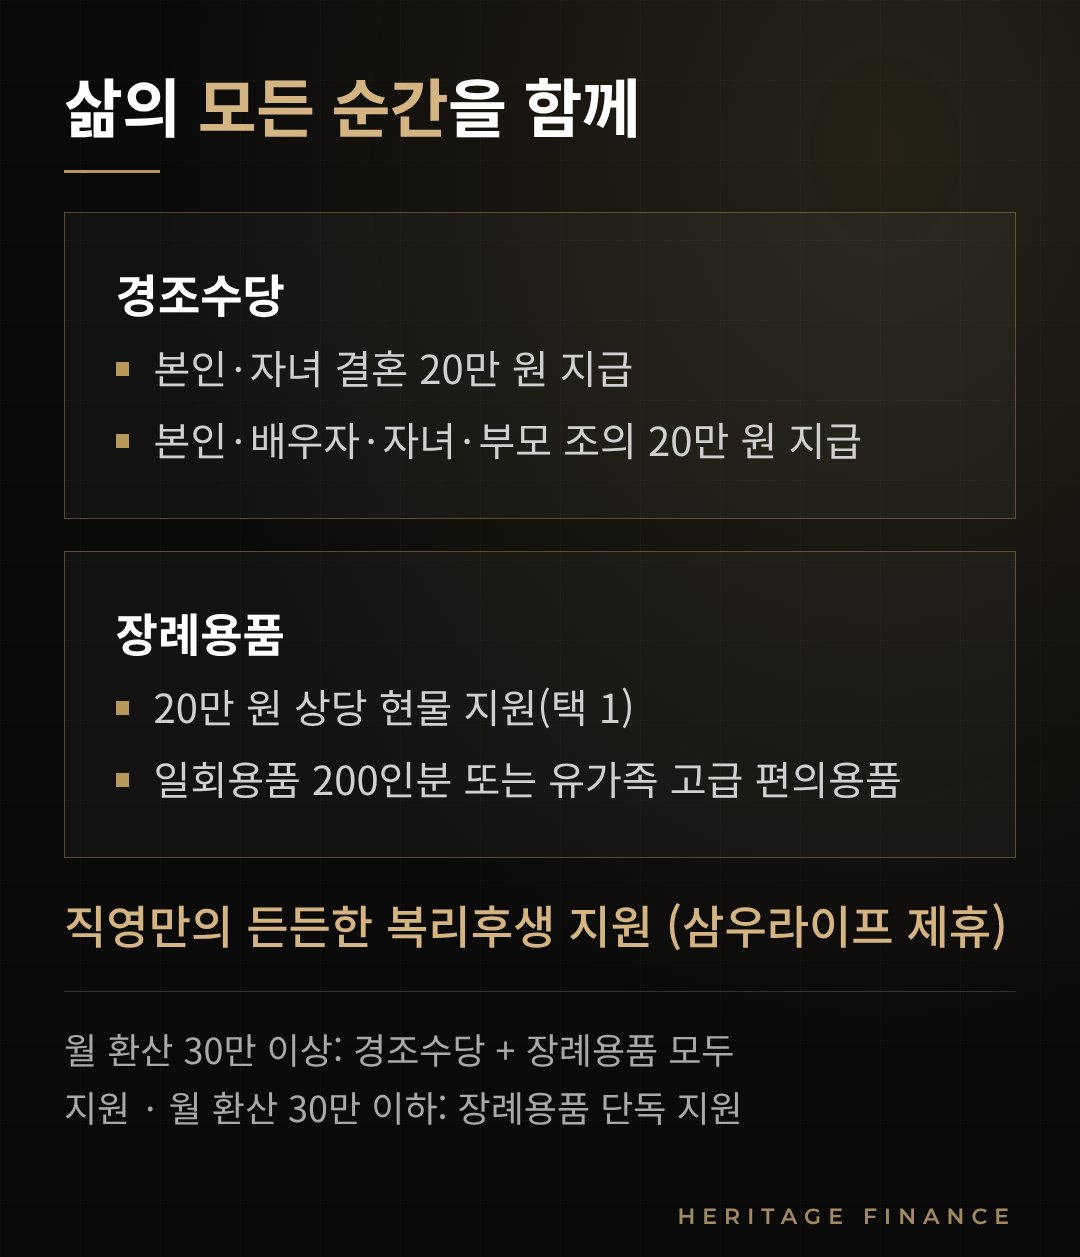 삶의 모든 순간을 함께
경조수당
본인·자녀 결혼 20만 원 지급
본인·배우자·자녀·부모 조의 20만 원 지급
장례용품
20만 원 상당 현물 지원(택 1)
일회용품 200인분 또는 유가족 고급 편의용품
직영만의 든든한 복리후생 지원 (삼우라이프 제휴)
월 환산 30만 이상: 경조수당 + 장례용품 모두
지원 · 월 환산 30만 이하: 장례용품 단독 지원
HERITAGE FINANCE